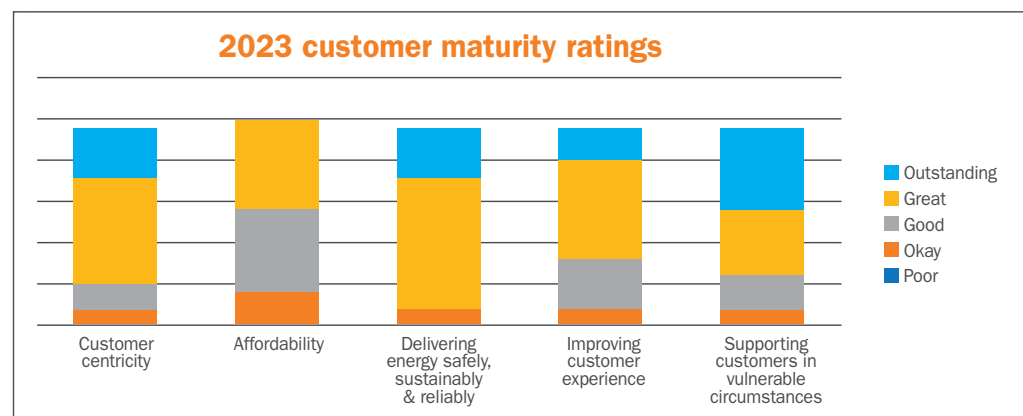 2023 customer maturity ratings
Outstanding
Great
Good
Okay
Poor
Customer
centricity
Affordability
Delivering
energy safely,
sustainably
& reliably
Improving
customer
experience
Supporting
customers in
vulnerable
circumstances